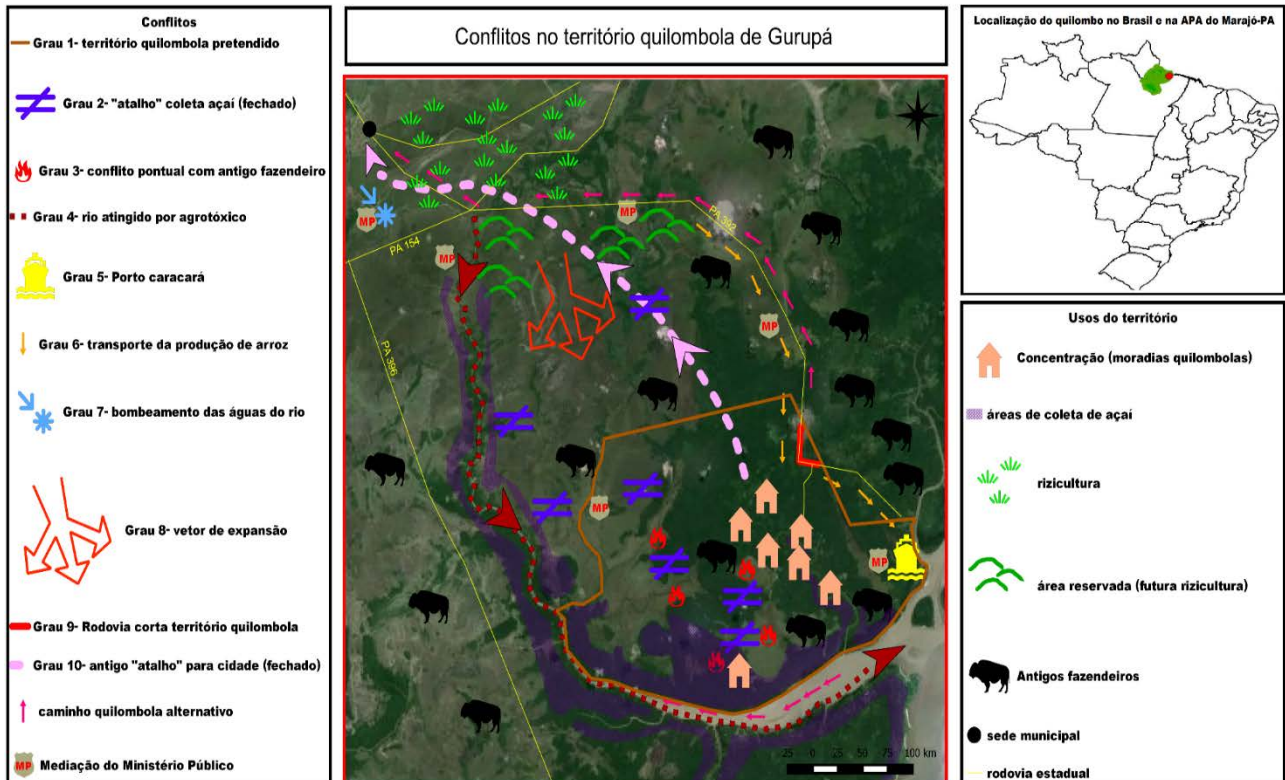 Conflitos
Grau 1- território quilombola pretendido
Grau 2- "atalho" coleta açaí (fechado)
Grau 3- conflito pontual com antigo fazendeiro
Grau 4- rio atingido por agrotóxico
Grau 5- Porto caracará
Grau 6- transporte da produção de arroz
Grau 7- bombeamento das águas do rio
Grau 8- vetor de expansão
Grau 9- Rodovia corta território quilombola
Grau 10- antigo "atalho" para cidade (fechado)
caminho quilombola alternativo
MP Mediação do Ministério Público
Conflitos no território quilombola de Gurupá
MP
PA 154
MP
MP
PA 392
MP
PA 396
MP
MP
25 0 25 50 75 100 km
Localização do quilombo no Brasil e na APA do Marajó-PA
Usos do território
Concentração (moradias quilombolas)
áreas de coleta de açaí
rizicultura
área reservada (futura rizicultura)
Antigos fazendeiros
sede municipal
rodovia estadual